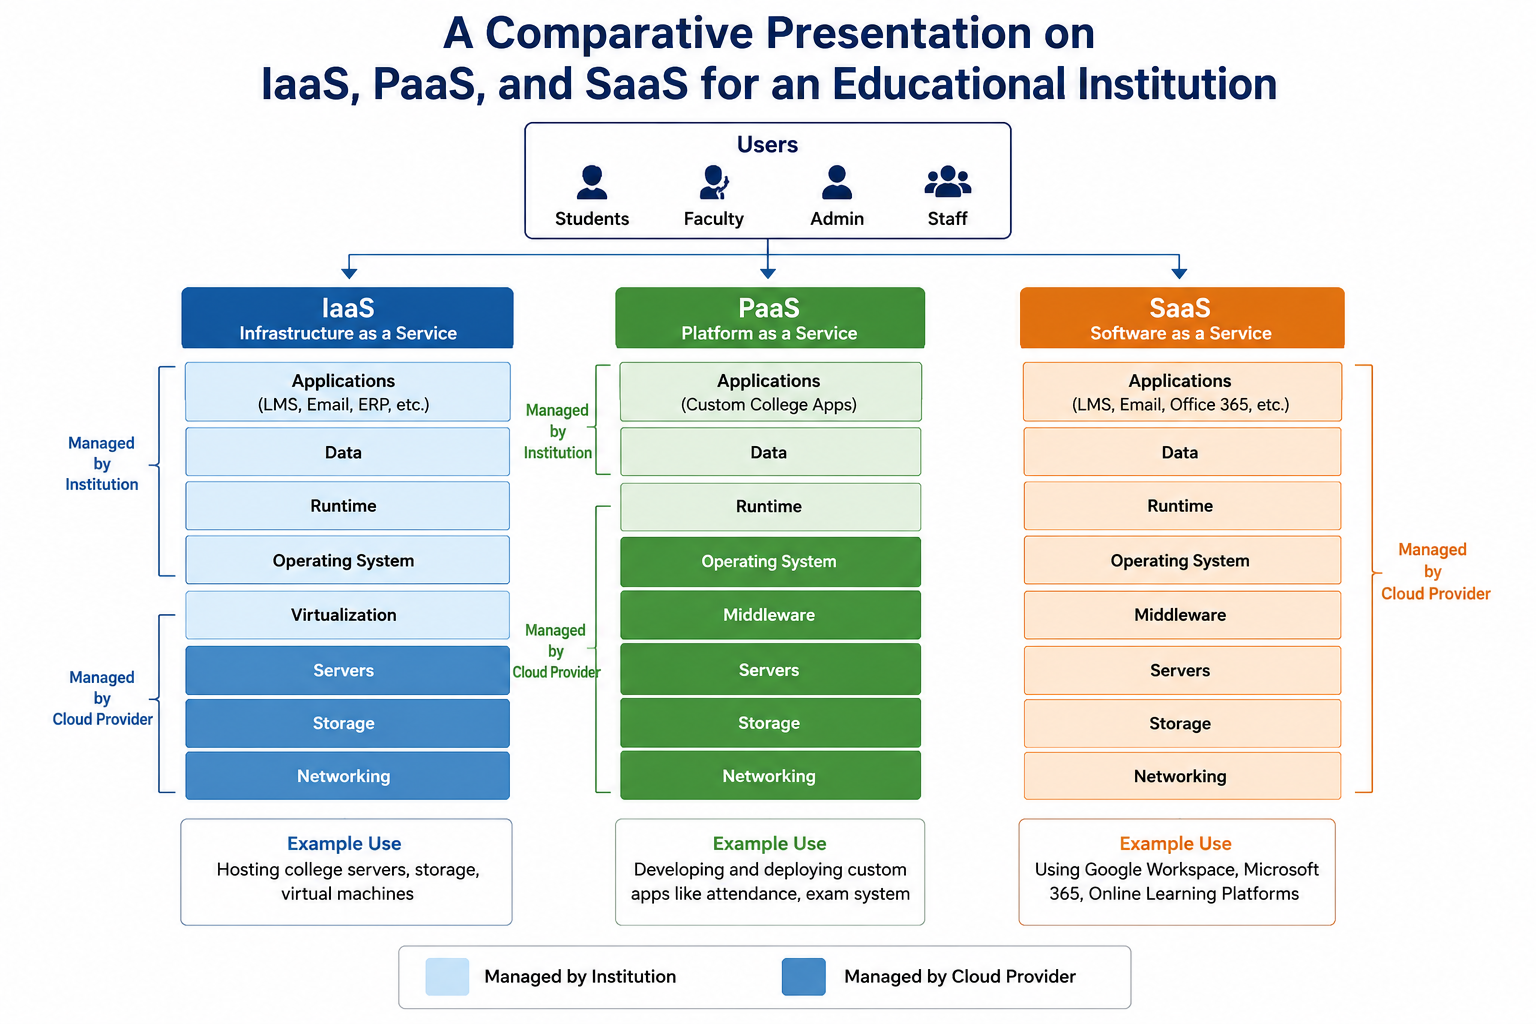 A Comparative Presentation on
IaaS, PaaS, and SaaS for an Educational Institution
Users
Students
Faculty
Admin
Staff
IaaS
Infrastructure as a Service
Managed
by
Institution
Applications
(LMS, Email, ERP, etc.)
Data
Runtime
Operating System
Managed
by
Cloud Provider
Virtualization
Servers
Storage
Networking
Example Use
Hosting college servers, storage,
virtual machines
PaaS
Platform as a Service
Managed
by
Institution
Applications
(Custom College Apps)
Data
Managed
by
Cloud Provider
Runtime
Operating System
Middleware
Servers
Storage
Networking
Example Use
Developing and deploying custom
apps like attendance, exam system
SaaS
Software as a Service
Applications
(LMS, Email, Office 365, etc.)
Data
Runtime
Operating System
Middleware
Servers
Storage
Networking
Managed
by
Cloud Provider
Example Use
Using Google Workspace, Microsoft
365, Online Learning Platforms
Managed by Institution
Managed by Cloud Provider